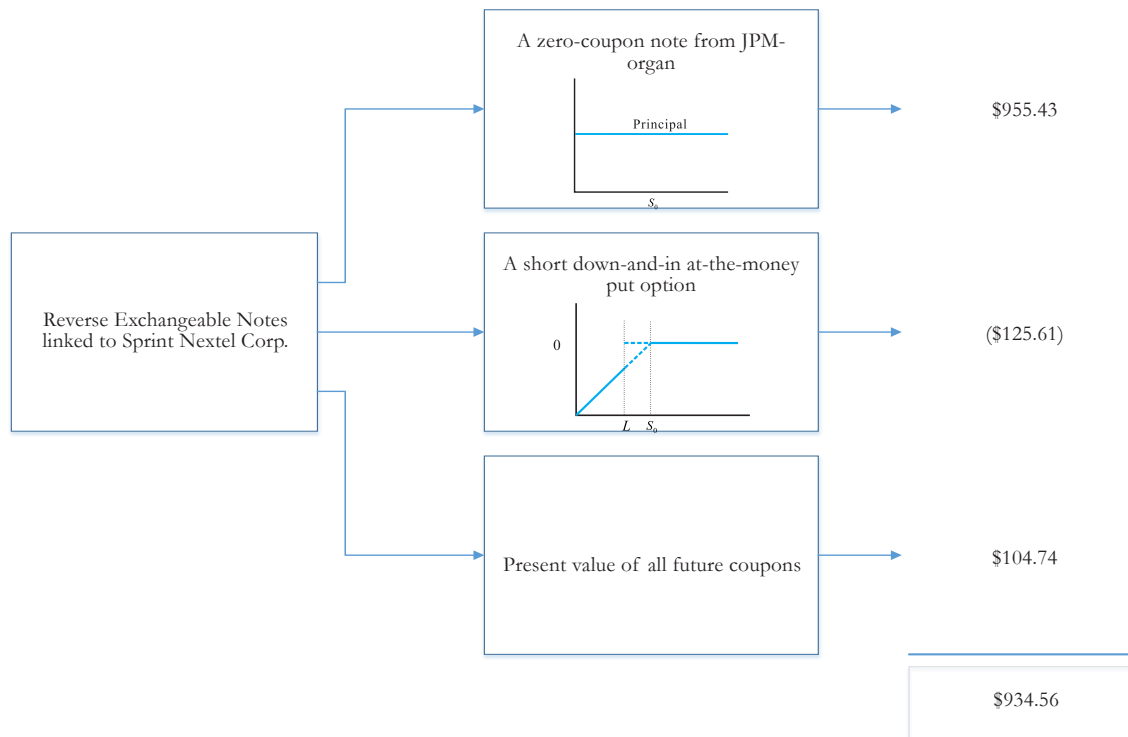 A zero-coupon note from JPM-
organ
Principal
S₀
$955.43
Reverse Exchangeable Notes
linked to Sprint Nextel Corp.
A short down-and-in at-the-money
put option
0
L S₀
($125.61)
Present value of all future coupons
$104.74
$934.56